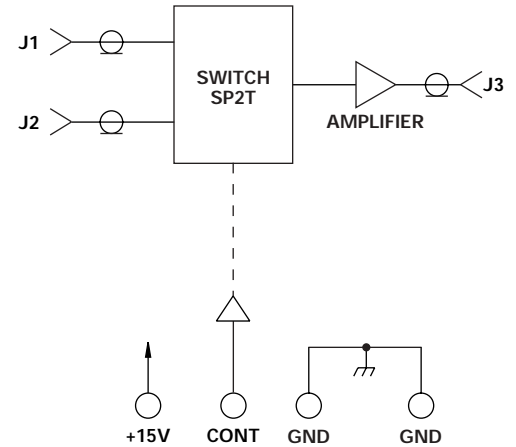 J1
SWITCH
SP2T
J3
J2
AMPLIFIER
+15V
CONT
GND
GND